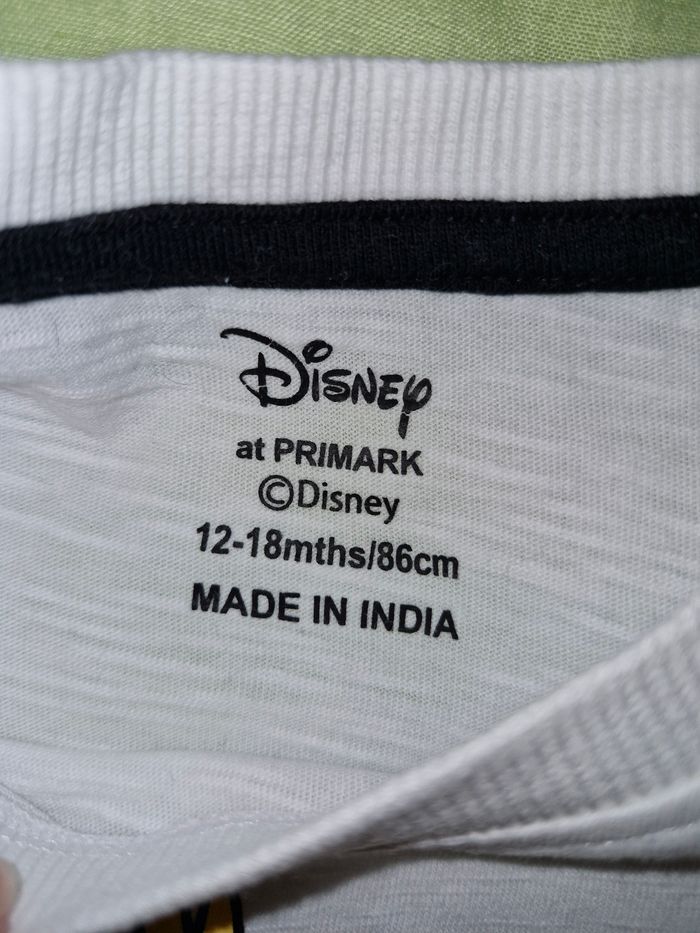 Disney
at PRIMARK
©Disney
12-18mths/86cm
MADE IN INDIA